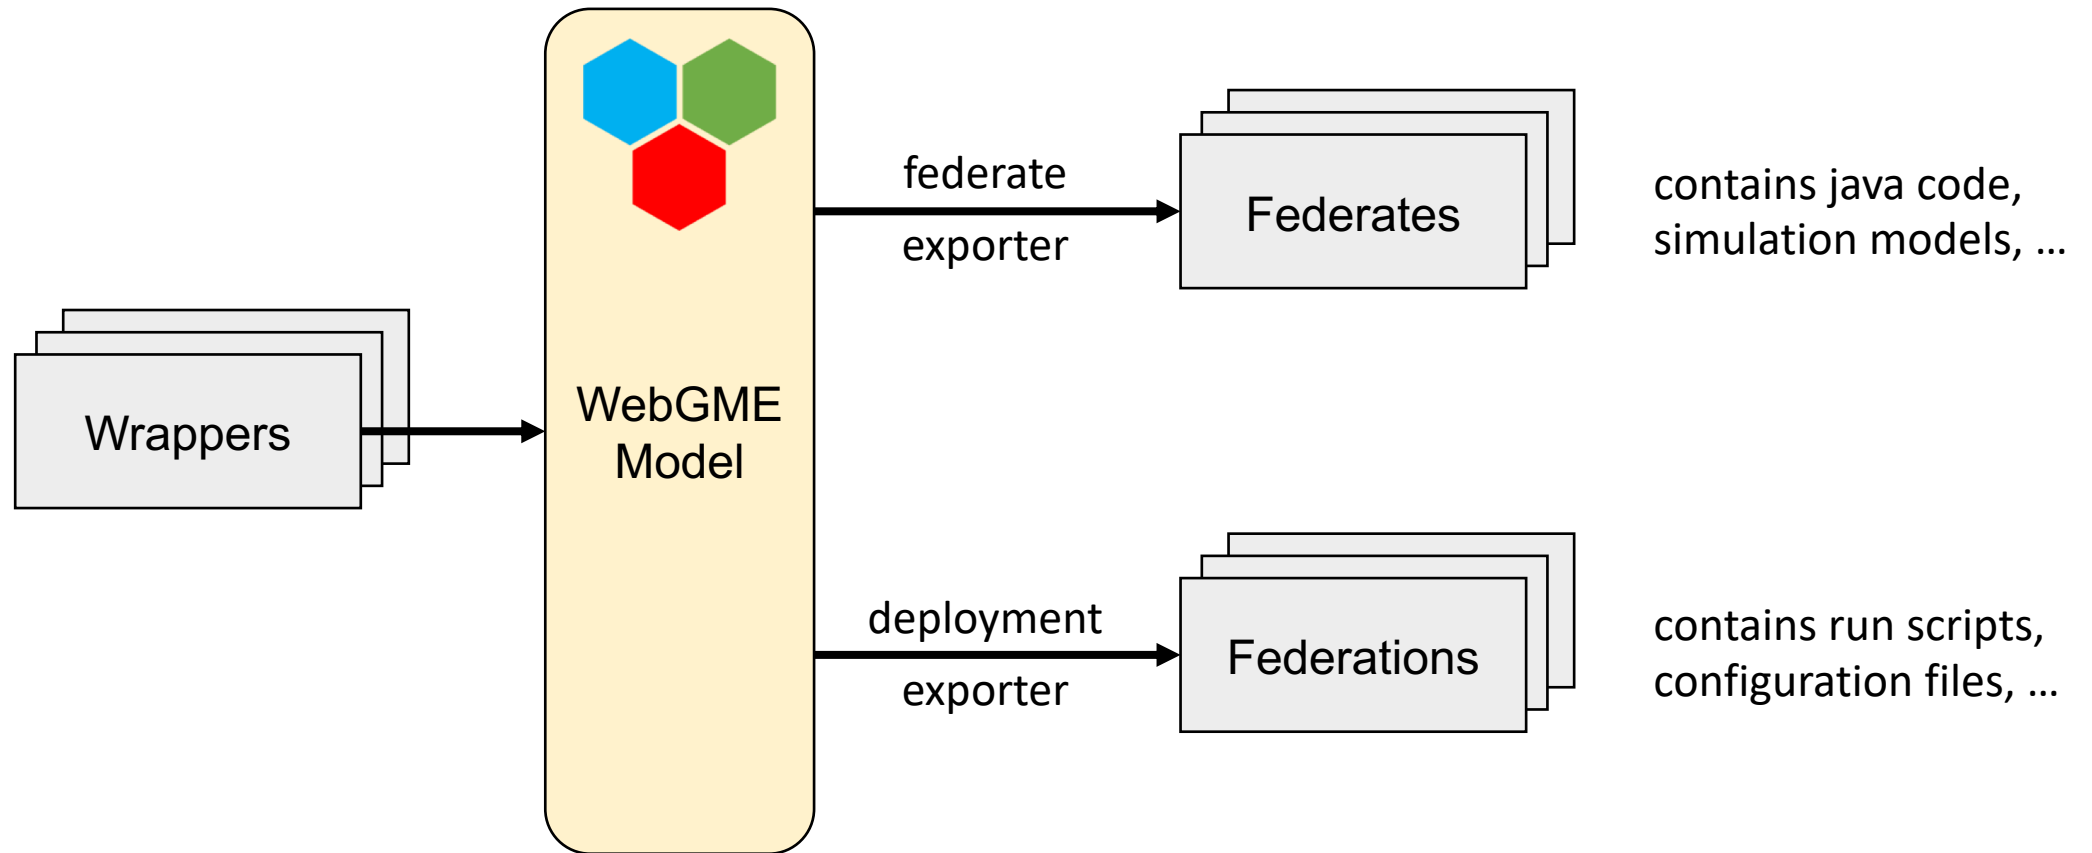 Wrappers
WebGME
Model
federate
exporter
Federates
contains java code,
simulation models, …
deployment
exporter
Federations
contains run scripts,
configuration files, …